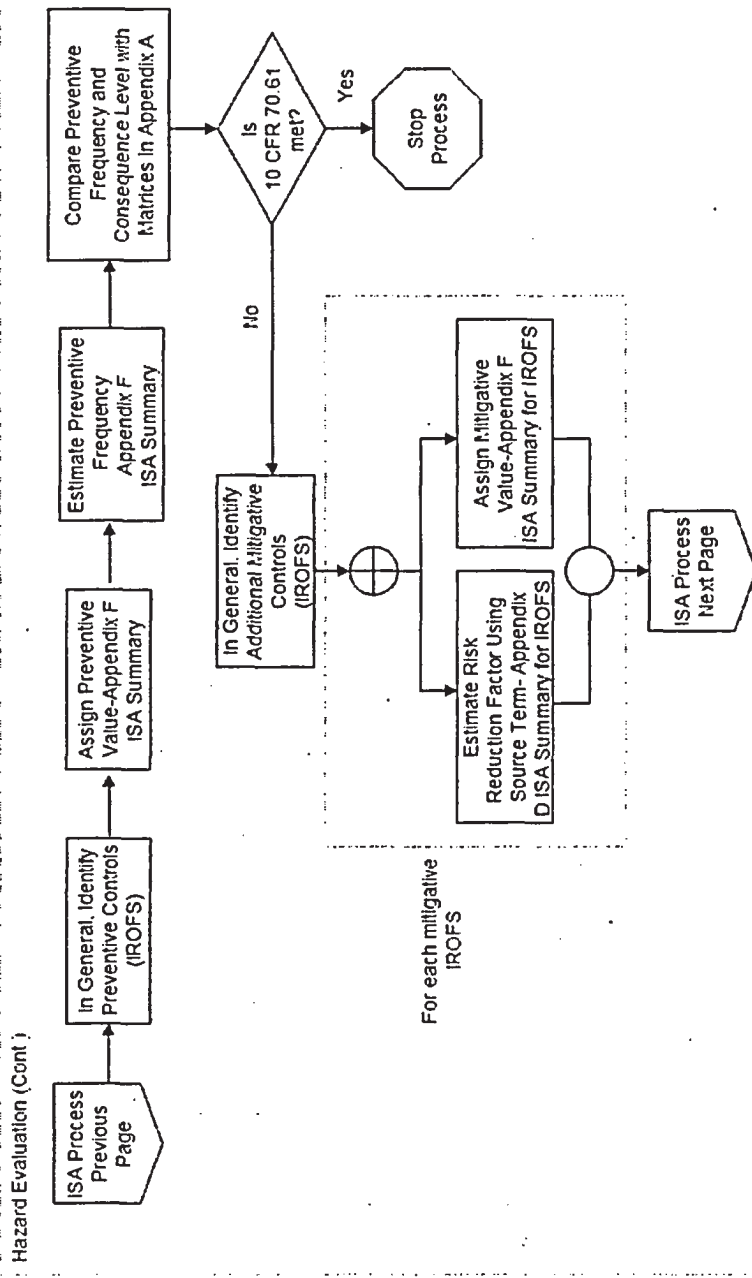 Hazard Evaluation (Cont.)
ISA Process
Previous
Page
In General, Identify
Preventive Controls
(IROFS)
Assign Preventive
Value-Appendix F
ISA Summary
Estimate Preventive
Frequency
Appendix F
ISA Summary
Compare Preventive
Frequency and
Consequence Level with
Matrices In Appendix A
Is
10 CFR 70.61
met?
Yes
Stop
Process
No
In General, Identify
Additional Mitigative
Controls
(IROFS)
For each mitigative
IROFS
Estimate Risk
Reduction Factor Using
Source Term- Appendix
D ISA Summary for IROFS
Assign Mitigative
Value-Appendix F
ISA Summary for IROFS
ISA Process
Next Page